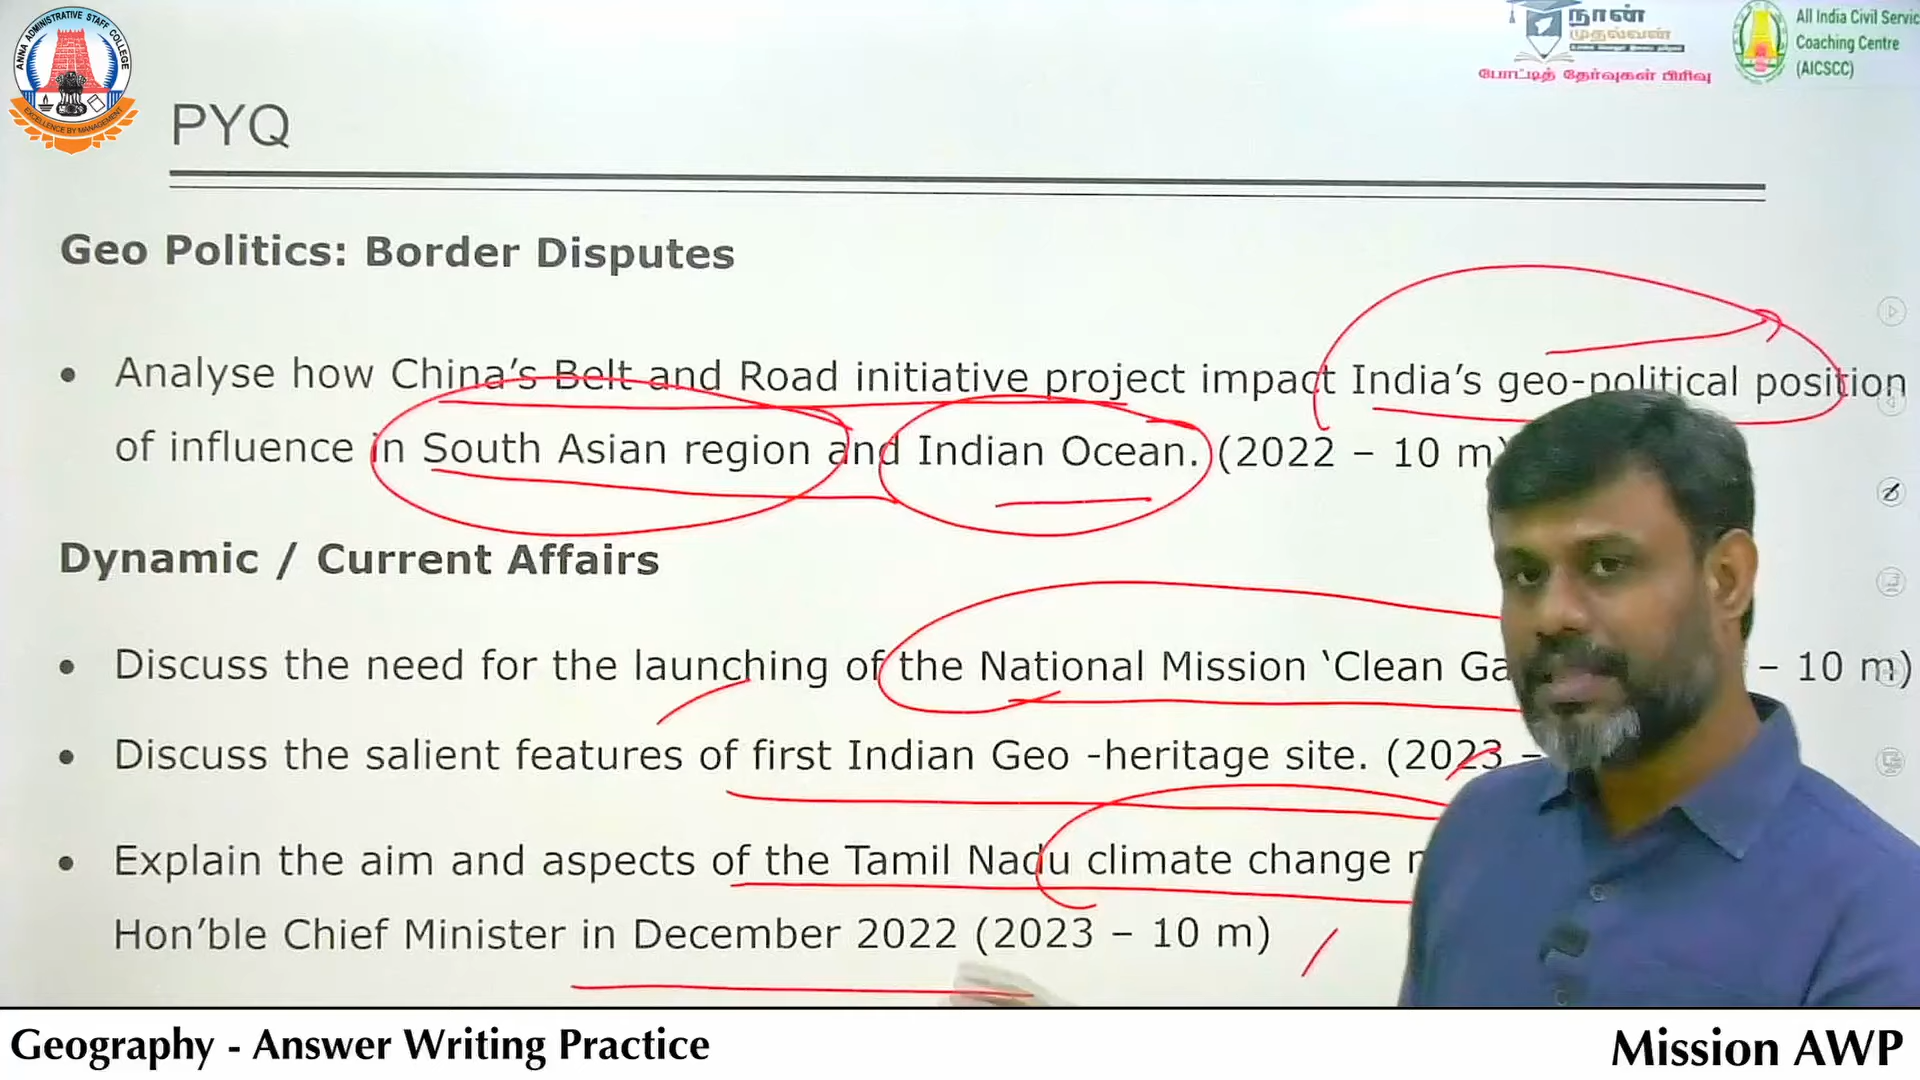 ANNA ADMINISTRATIVE STAFF COLLEGE
EXCELLENCE BY MANAGEMENT
நான்
முதல்வன்
போட்டித் தேர்வுகள் பிரிவு
All India Civil Servic
Coaching Centre
(AICSCC)
PYQ
Geo Politics: Border Disputes
• Analyse how China's Belt and Road initiative project impact India's geo-political position
of influence in South Asian region and Indian Ocean. (2022 – 10 m)
Dynamic / Current Affairs
• Discuss the need for the launching of the National Mission ‘Clean Ga – 10 m)
• Discuss the salient features of first Indian Geo -heritage site. (2023 –
• Explain the aim and aspects of the Tamil Nadu climate change
Hon’ble Chief Minister in December 2022 (2023 – 10 m)
Geography - Answer Writing Practice
Mission AWP